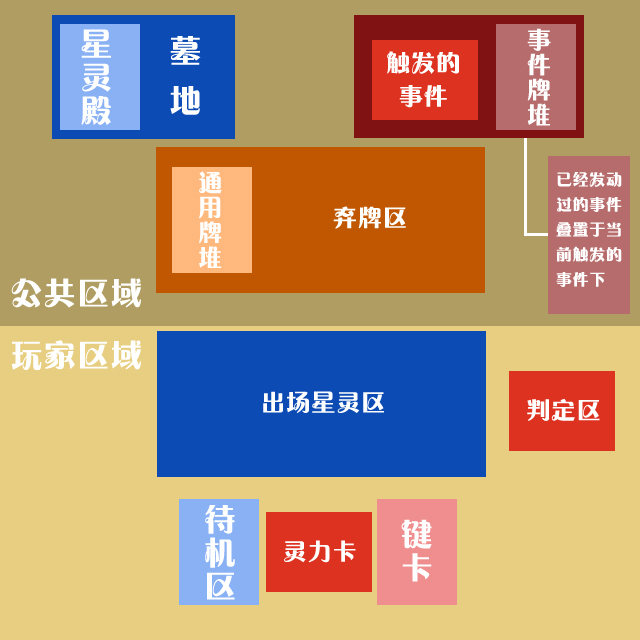 星灵殿
墓地
触发的
事件
事件牌堆
通用牌堆
弃牌区
已经发动
过的事件
叠置于当
前触发的
事件下
公共区域
玩家区域
出场星灵区
判定区
待机区
灵力卡
键卡